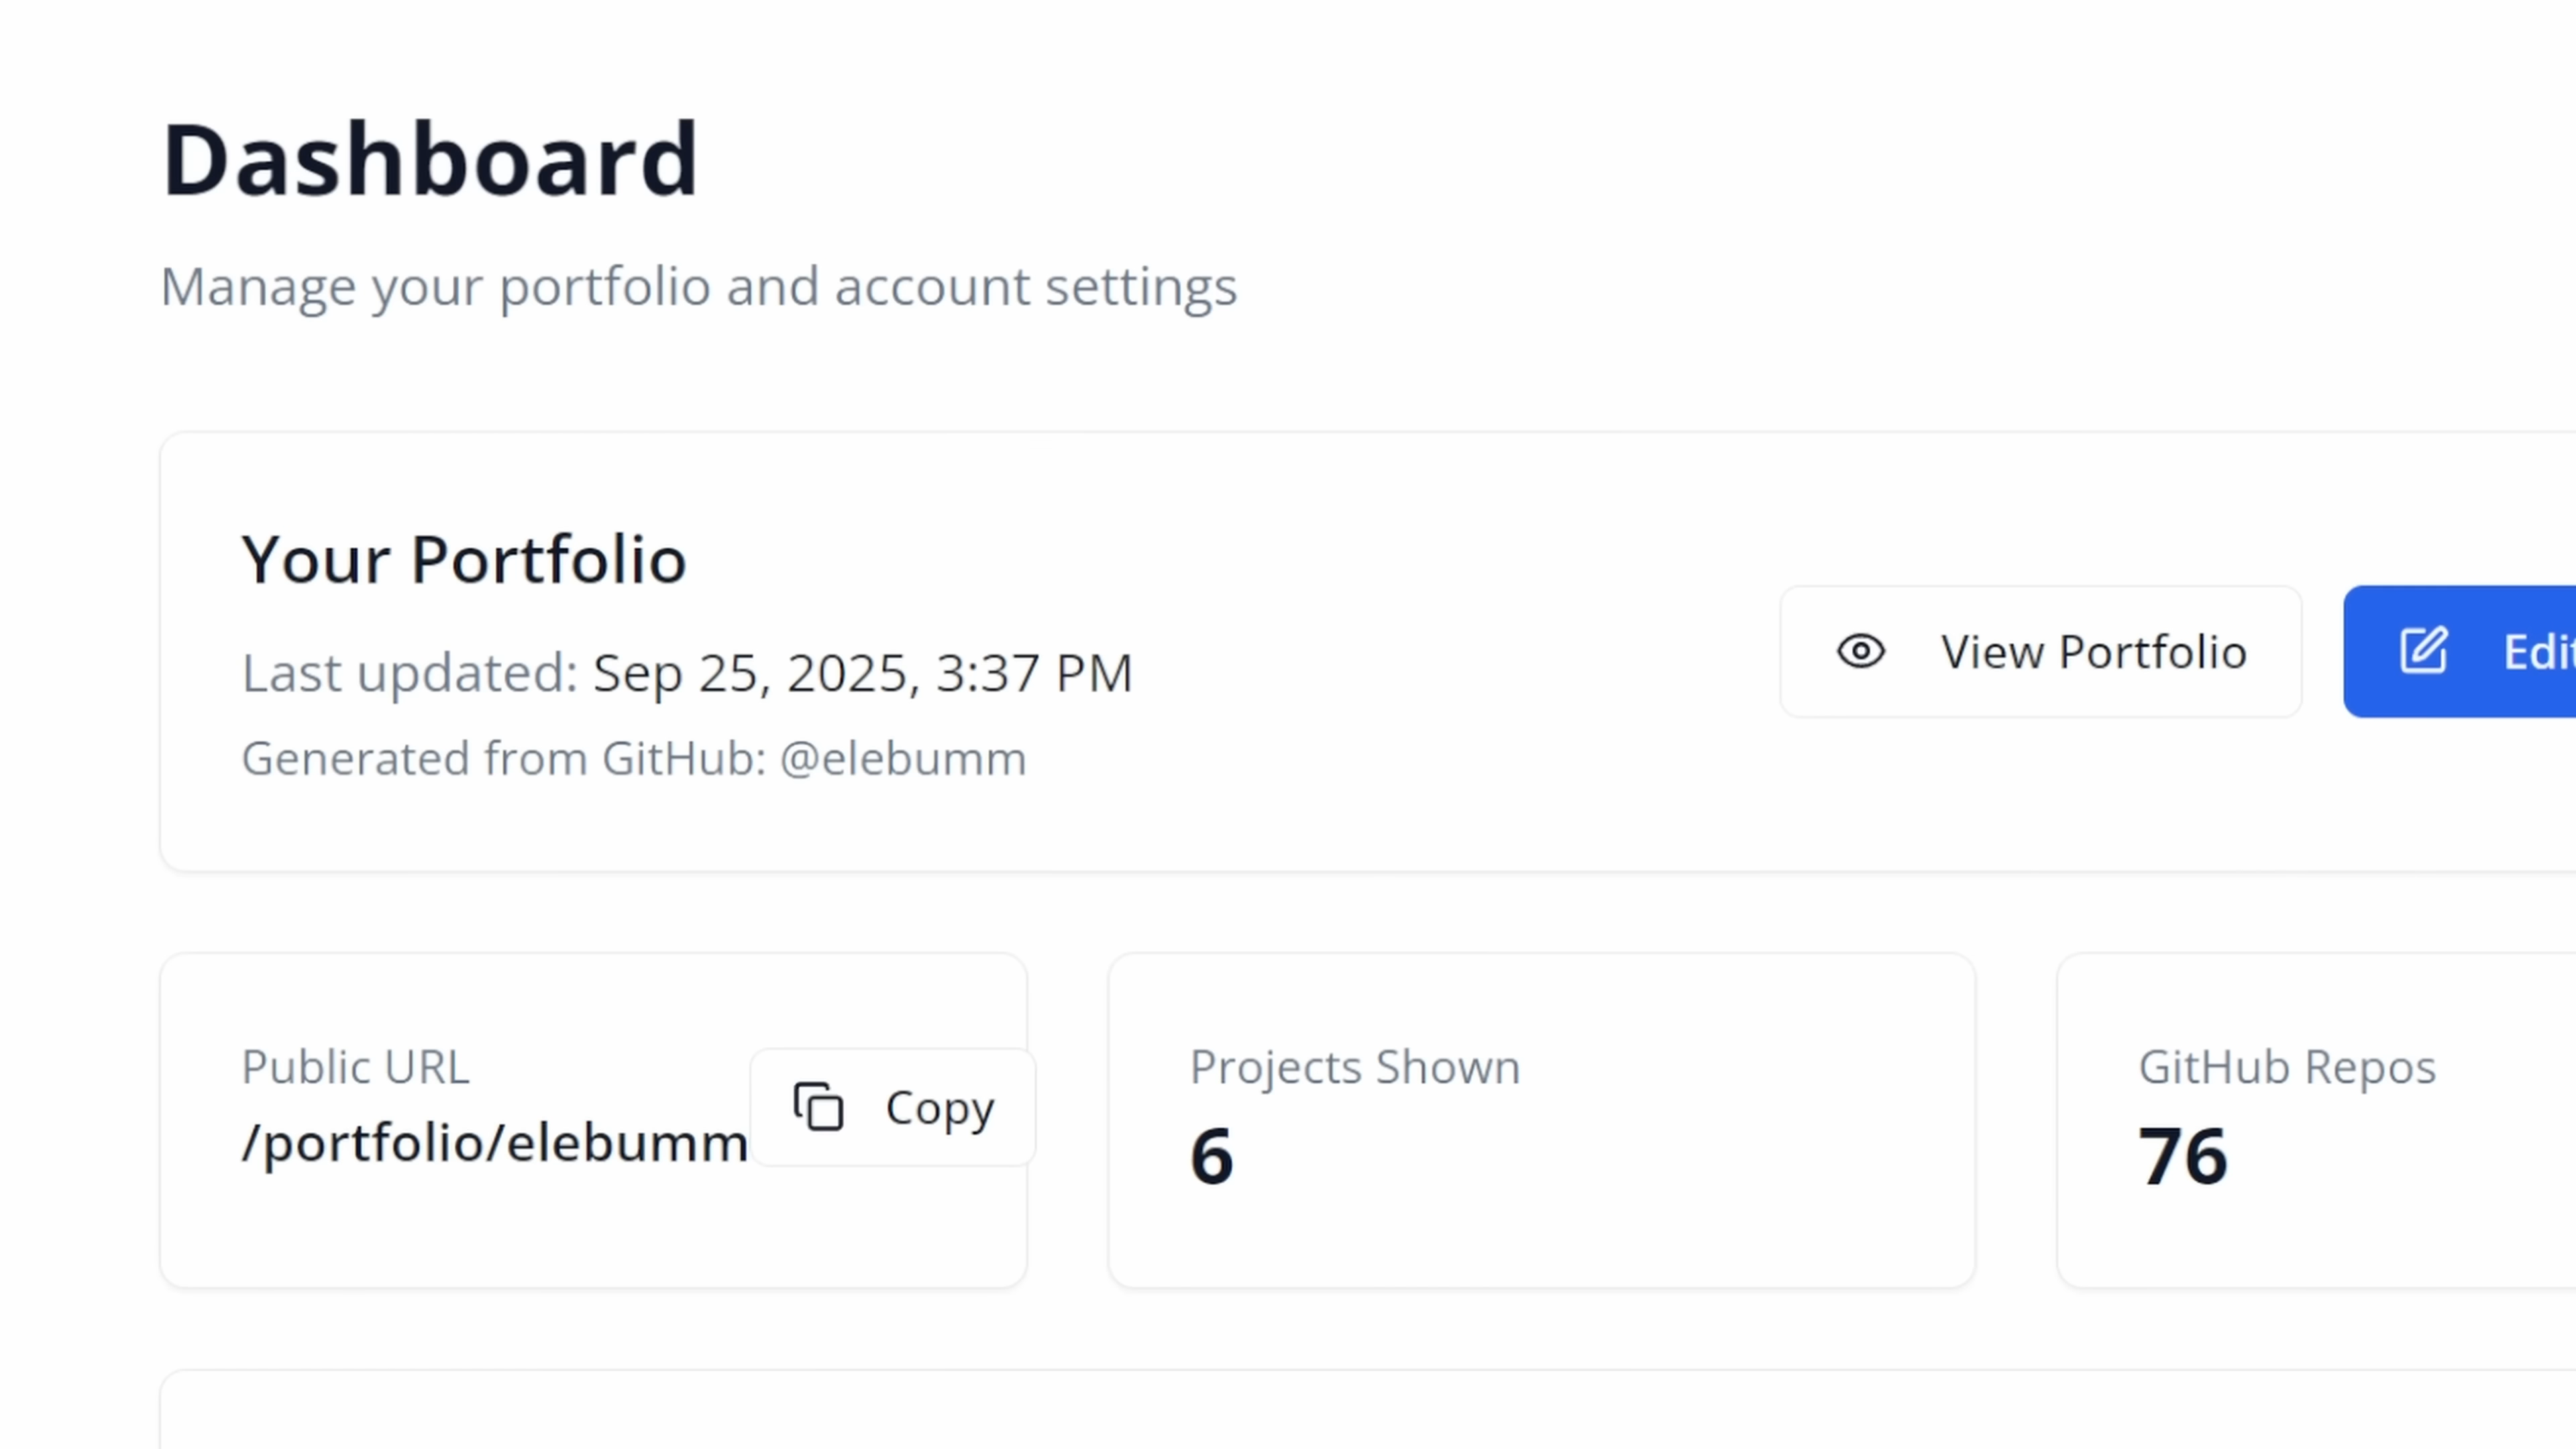 Dashboard
Manage your portfolio and account settings
Your Portfolio
Last updated: Sep 25, 2025, 3:37 PM
Generated from GitHub: @elebumm
View Portfolio
Edit
Public URL
/portfolio/elebumm
Copy
Projects Shown
6
GitHub Repos
76